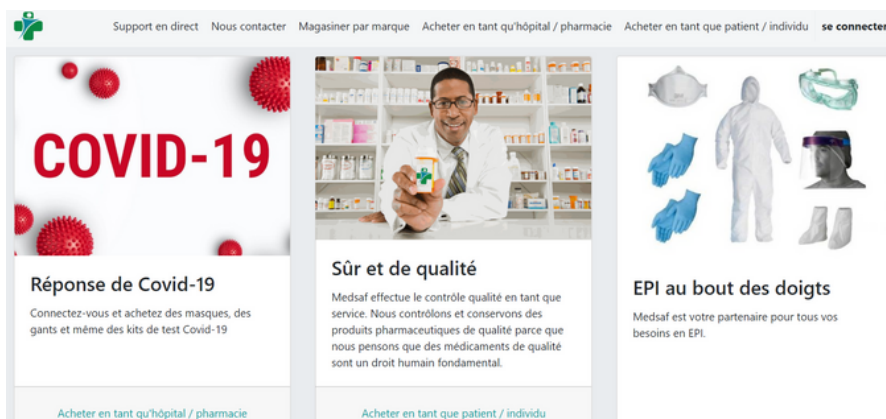 Support en direct Nous contacter Magasiner par marque Acheter en tant qu'hôpital / pharmacie Acheter en tant que patient / individu se connecter
COVID-19
Réponse de Covid-19
Connectez-vous et achetez des masques, des
gants et même des kits de test Covid-19
Acheter en tant qu'hôpital / pharmacie
Sûr et de qualité
Medsaf effectue le contrôle qualité en tant que
service. Nous contrôlons et conservons des
produits pharmaceutiques de qualité parce que
nous pensons que des médicaments de qualité
sont un droit humain fondamental.
Acheter en tant que patient / individu
EPI au bout des doigts
Medsaf est votre partenaire pour tous vos
besoins en EPI.